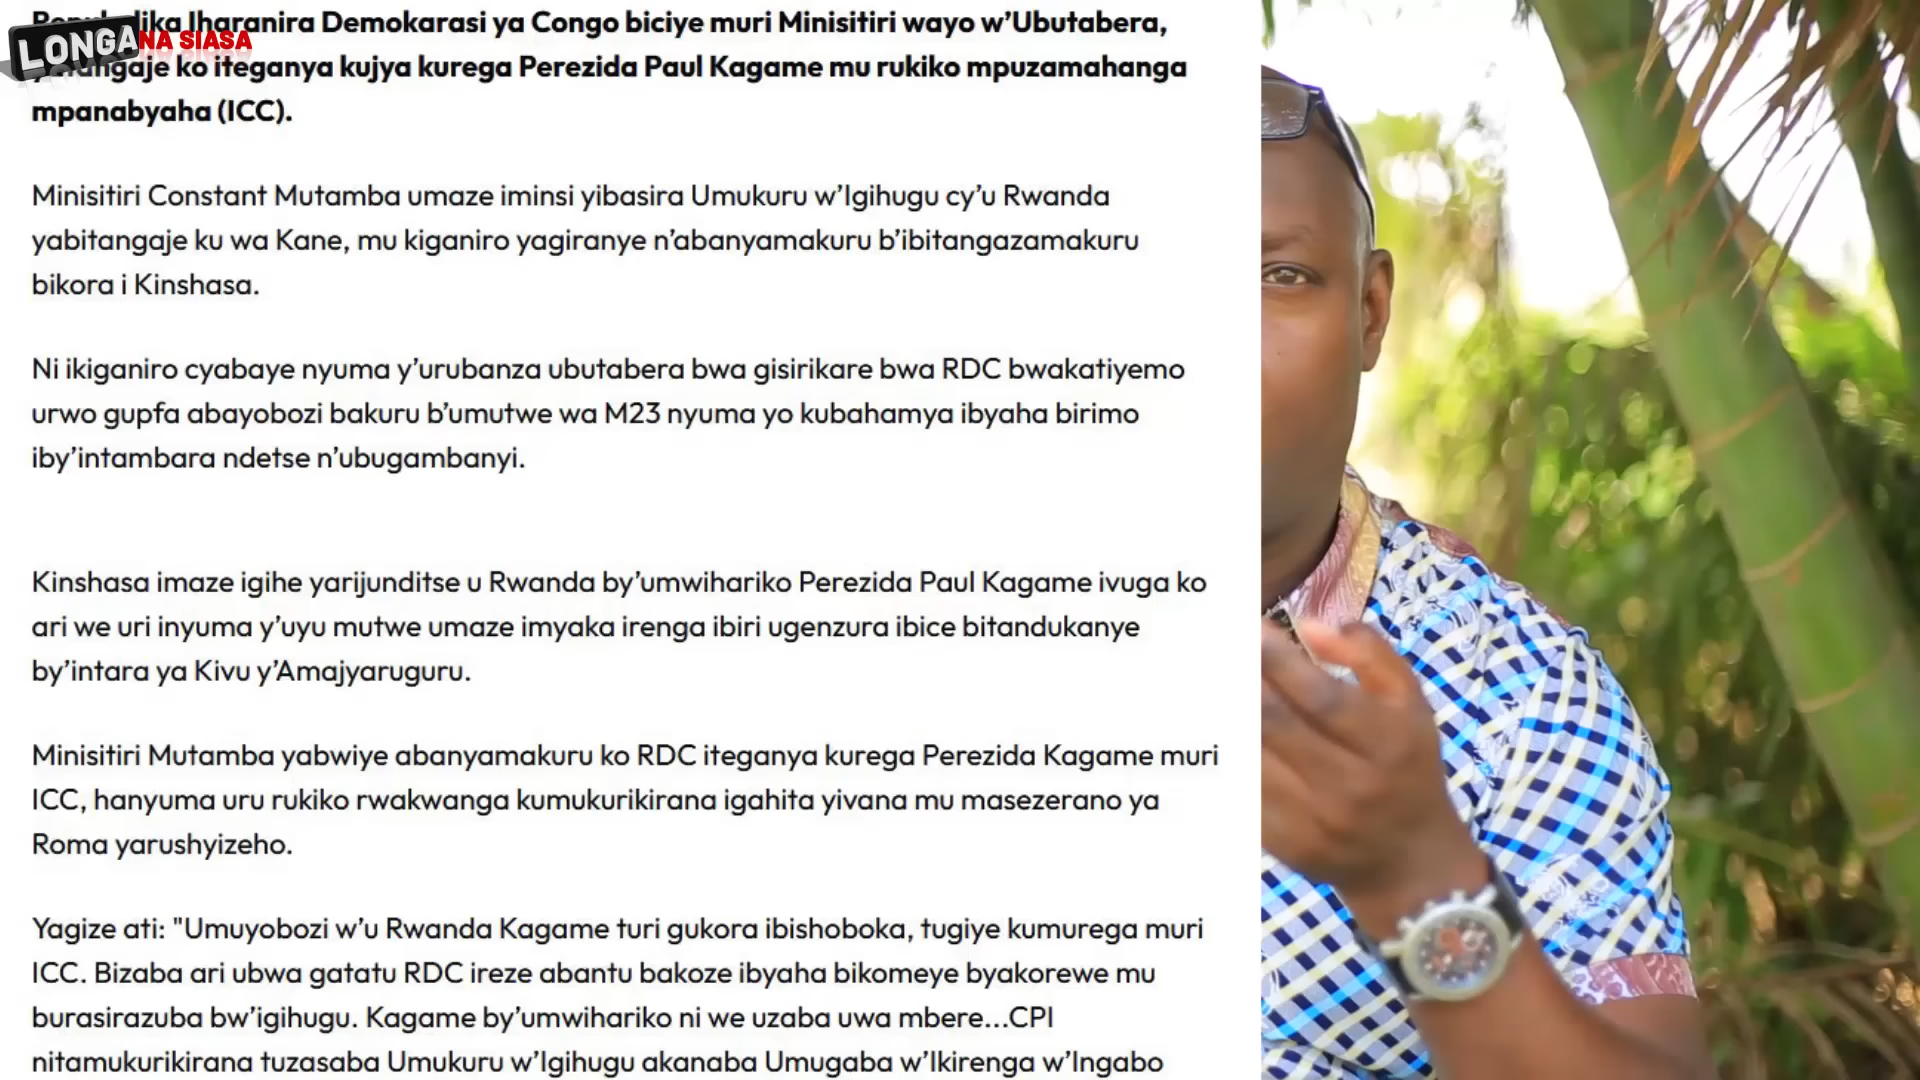 LONGA NA SIASA
Iharanira Demokarasi ya Congo biciye muri Minisitiri wayo w’Ubutabera,
ko iteganya kujya kurega Perezida Paul Kagame mu rukiko mpuzamahanga
mpanabyaha (ICC).
Minisitiri Constant Mutamba umaze iminsi yibasira Umukuru w’Igihugu cy’u Rwanda
yabitangaje ku wa Kane, mu kiganiro yagiranye n’abanyamakuru b’ibitangazamakuru
bikora i Kinshasa.
Ni ikiganiro cyabaye nyuma y’urubanza ubutabera bwa gisirikare bwa RDC bwakatiyemo
urwo gupfa abayobozi bakuru b’umutwe wa M23 nyuma yo kubahamya ibyaha birimo
iby’intambara ndetse n’ubugambanyi.
Kinshasa imaze igihe yarijunditse u Rwanda by’umwihariko Perezida Paul Kagame ivuga ko
ari we uri inyuma y’uyu mutwe umaze imyaka irenga ibiri ugenzura ibice bitandukanye
by’intara ya Kivu y’Amajyaruguru.
Minisitiri Mutamba yabwiye abanyamakuru ko RDC iteganya kurega Perezida Kagame muri
ICC, hanyuma uru rukiko rwakwanga kumukurikirana igahita yivana mu masezerano ya
Roma yarushyizeho.
Yagize ati: "Umuyobozi w’u Rwanda Kagame turi gukora ibishoboka, tugiye kumurega muri
ICC. Bizaba ari ubwa gatatu RDC ireze abantu bakoze ibyaha bikomeye byakorewe mu
burasirazuba bw’igihugu. Kagame by’umwihariko ni we uzaba uwa mbere...CPI
nitamukurikirana tuzasaba Umukuru w’Igihugu akanaba Umugaba w’Ikirenga w’Ingabo